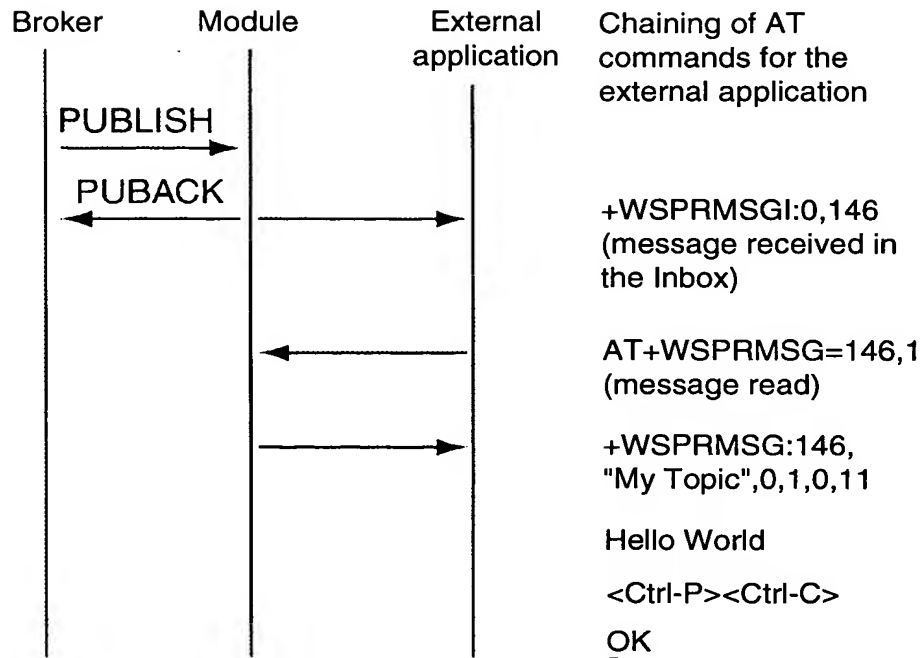 Broker
Module
External
application
Chaining of AT
commands for the
external application
PUBLISH
PUBACK
+WSPRMSGI:0,146
(message received in
the Inbox)
AT+WSPRMSG=146,1
(message read)
+WSPRMSG:146,
"My Topic",0,1,0,11
Hello World
<Ctrl-P><Ctrl-C>
OK